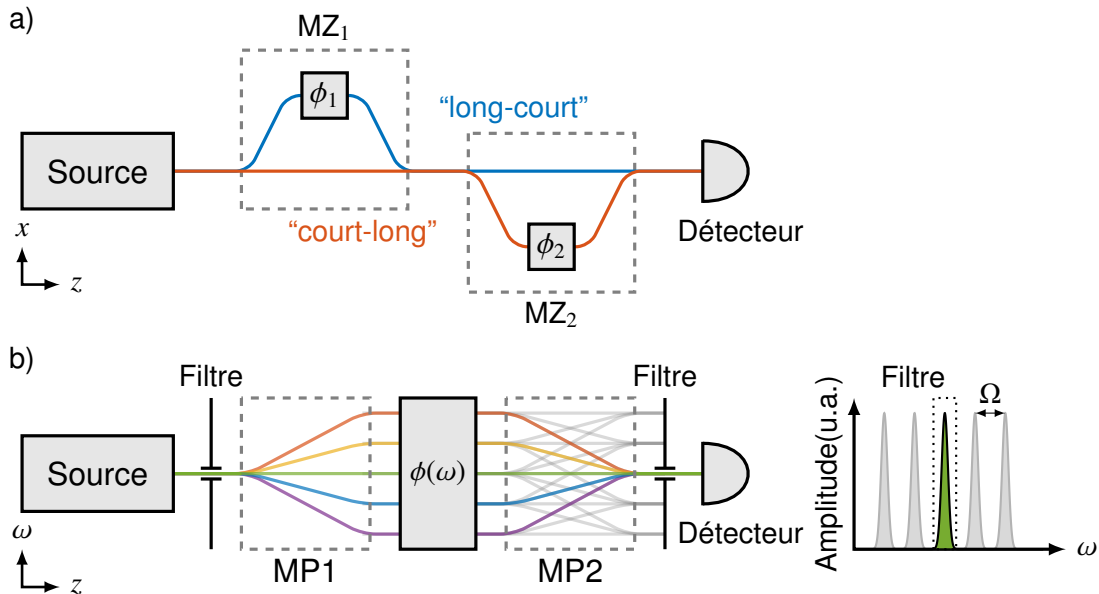 a)
MZ₁
ϕ₁
“long-court”
Source
“court-long”
ϕ₂
Détecteur
x
z
MZ₂
b)
Filtre
Filtre
Filtre
Ω
Source
ϕ(ω)
Amplitude(u.a.)
Détecteur
ω
ω
z
MP1
MP2